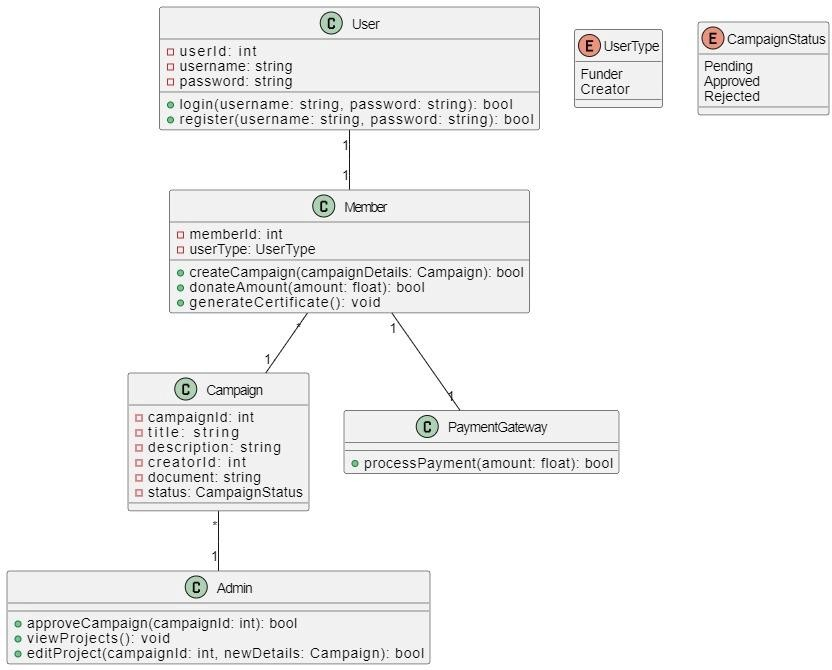 C User
userId: int
username: string
password: string
login(username: string, password: string): bool
register(username: string, password: string): bool
E UserType
Funder
Creator
E CampaignStatus
Pending
Approved
Rejected
1
1
C Member
memberId: int
userType: UserType
createCampaign(campaignDetails: Campaign): bool
donateAmount(amount: float): bool
generateCertificate(): void
* 1
1 1
C Campaign
campaignId: int
title: string
description: string
creatorId: int
document: string
status: CampaignStatus
C PaymentGateway
processPayment(amount: float): bool
*
1
C Admin
approveCampaign(campaignId: int): bool
viewProjects(): void
editProject(campaignId: int, newDetails: Campaign): bool